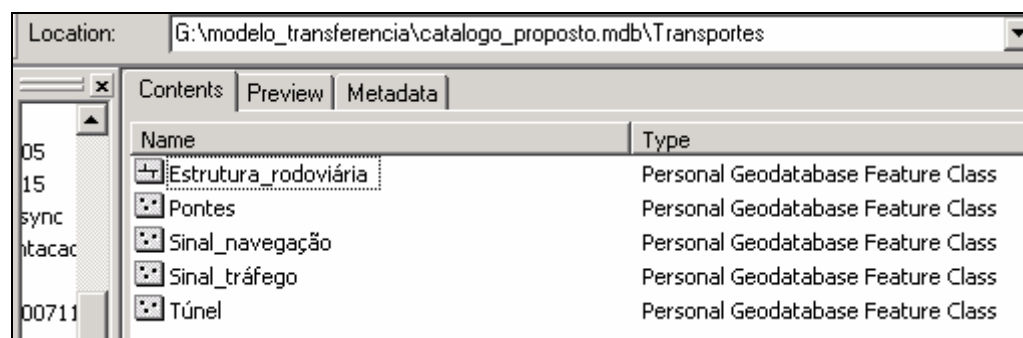 Location: G:\modelo_transferencia\catalogo_proposto.mdb\Transportes
Contents Preview Metadata
Name Type
05
15
sync
ntacac
00711
Estrutura_rodoviária Personal Geodatabase Feature Class
Pontes Personal Geodatabase Feature Class
Sinal_navegação Personal Geodatabase Feature Class
Sinal_tráfego Personal Geodatabase Feature Class
Túnel Personal Geodatabase Feature Class